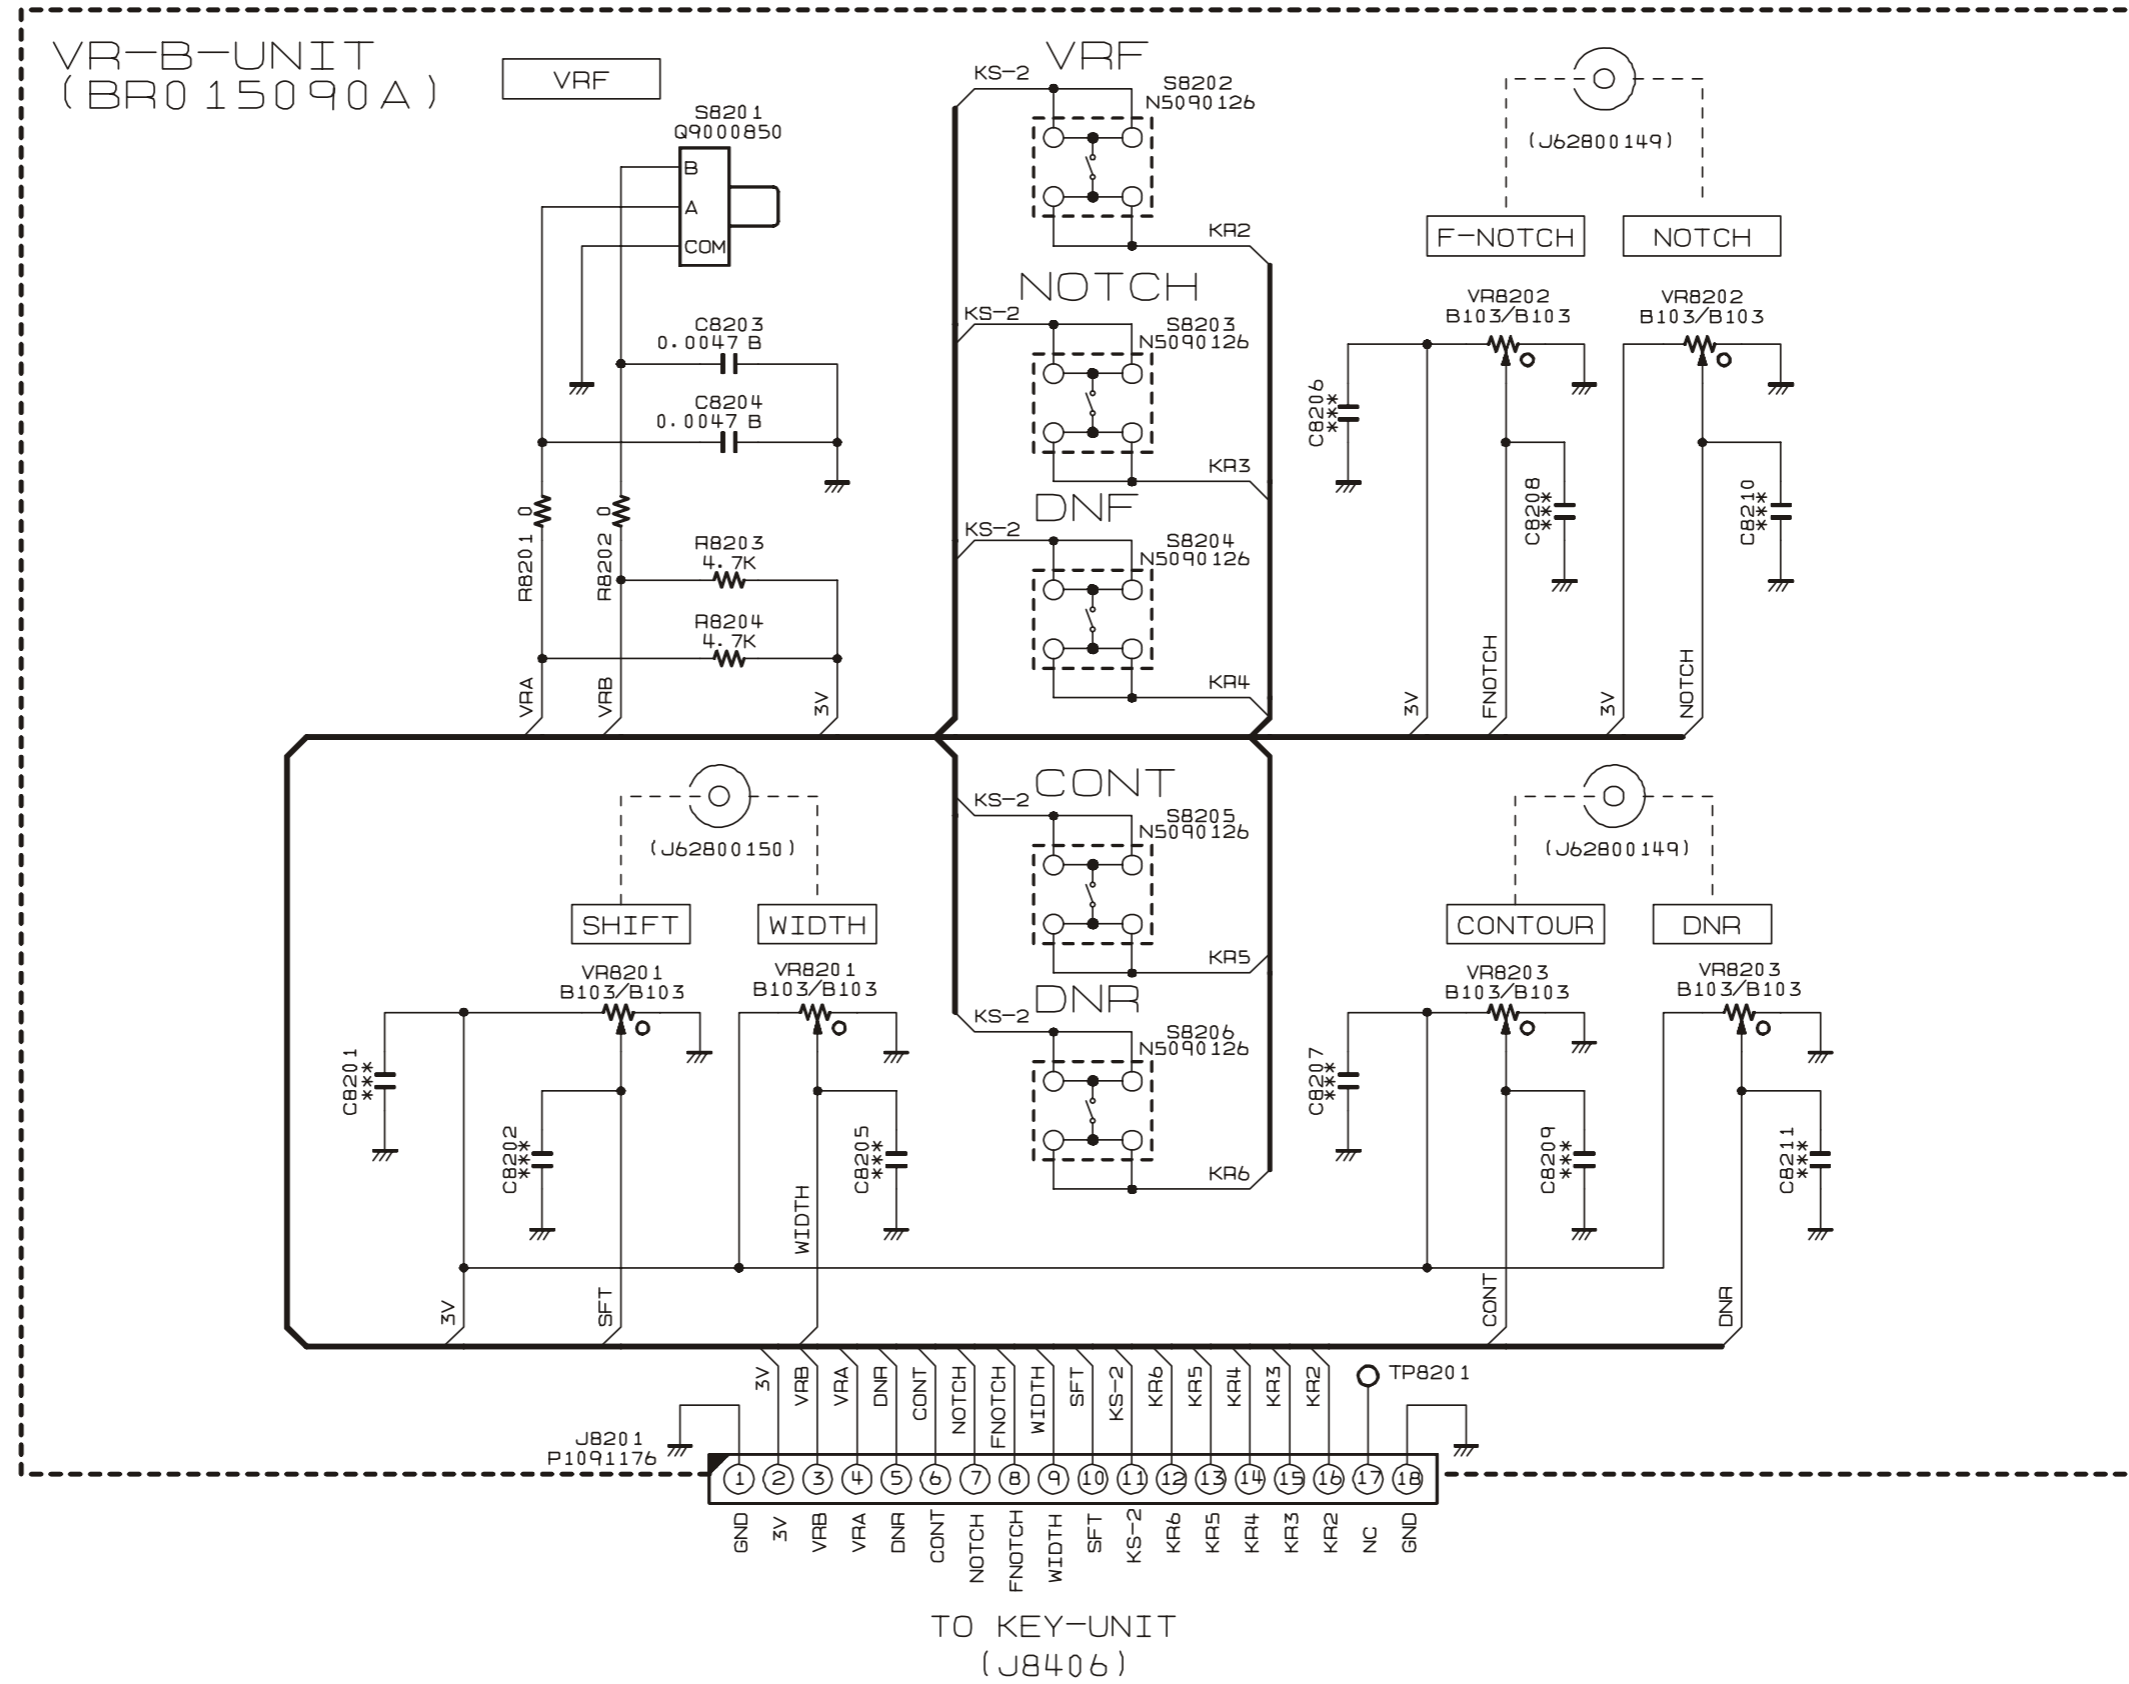 VR-B-UNIT
(BR015090A)
VRF
S8201
Q9000850
B
A
COM
C8203
0.0047 B
C8204
0.0047 B
R8201 0
R8202 0
R8203
4.7K
R8204
4.7K
VRA
VRB
3V
VRF
KS-2
S8202
N5090126
KR2
NOTCH
KS-2
S8203
N5090126
KR3
DNF
KS-2
S8204
N5090126
KR4
(J62800149)
F-NOTCH
NOTCH
VR8202
B103/B103
VR8202
B103/B103
C8206
***
C8208
***
C8210
***
3V
FNOTCH
3V
NOTCH
(J62800150)
SHIFT
WIDTH
VR8201
B103/B103
VR8201
B103/B103
C8201
***
C8202
***
C8205
***
WIDTH
3V
SFT
CONT
KS-2
S8205
N5090126
KR5
DNR
KS-2
S8206
N5090126
KR6
(J62800149)
CONTOUR
DNR
VR8203
B103/B103
VR8203
B103/B103
C8207
***
C8209
***
C8211
***
CONT
DNR
3V
VRB
VRA
DNR
CONT
NOTCH
FNOTCH
WIDTH
SFT
KS-2
KR6
KR5
KR4
KR3
KR2
TP8201
J8201
P1091176
1 2 3 4 5 6 7 8 9 10 11 12 13 14 15 16 17 18
GND
3V
VRB
VRA
DNR
CONT
NOTCH
FNOTCH
WIDTH
SFT
KS-2
KR6
KR5
KR4
KR3
KR2
NC
GND
TO KEY-UNIT
(J8406)